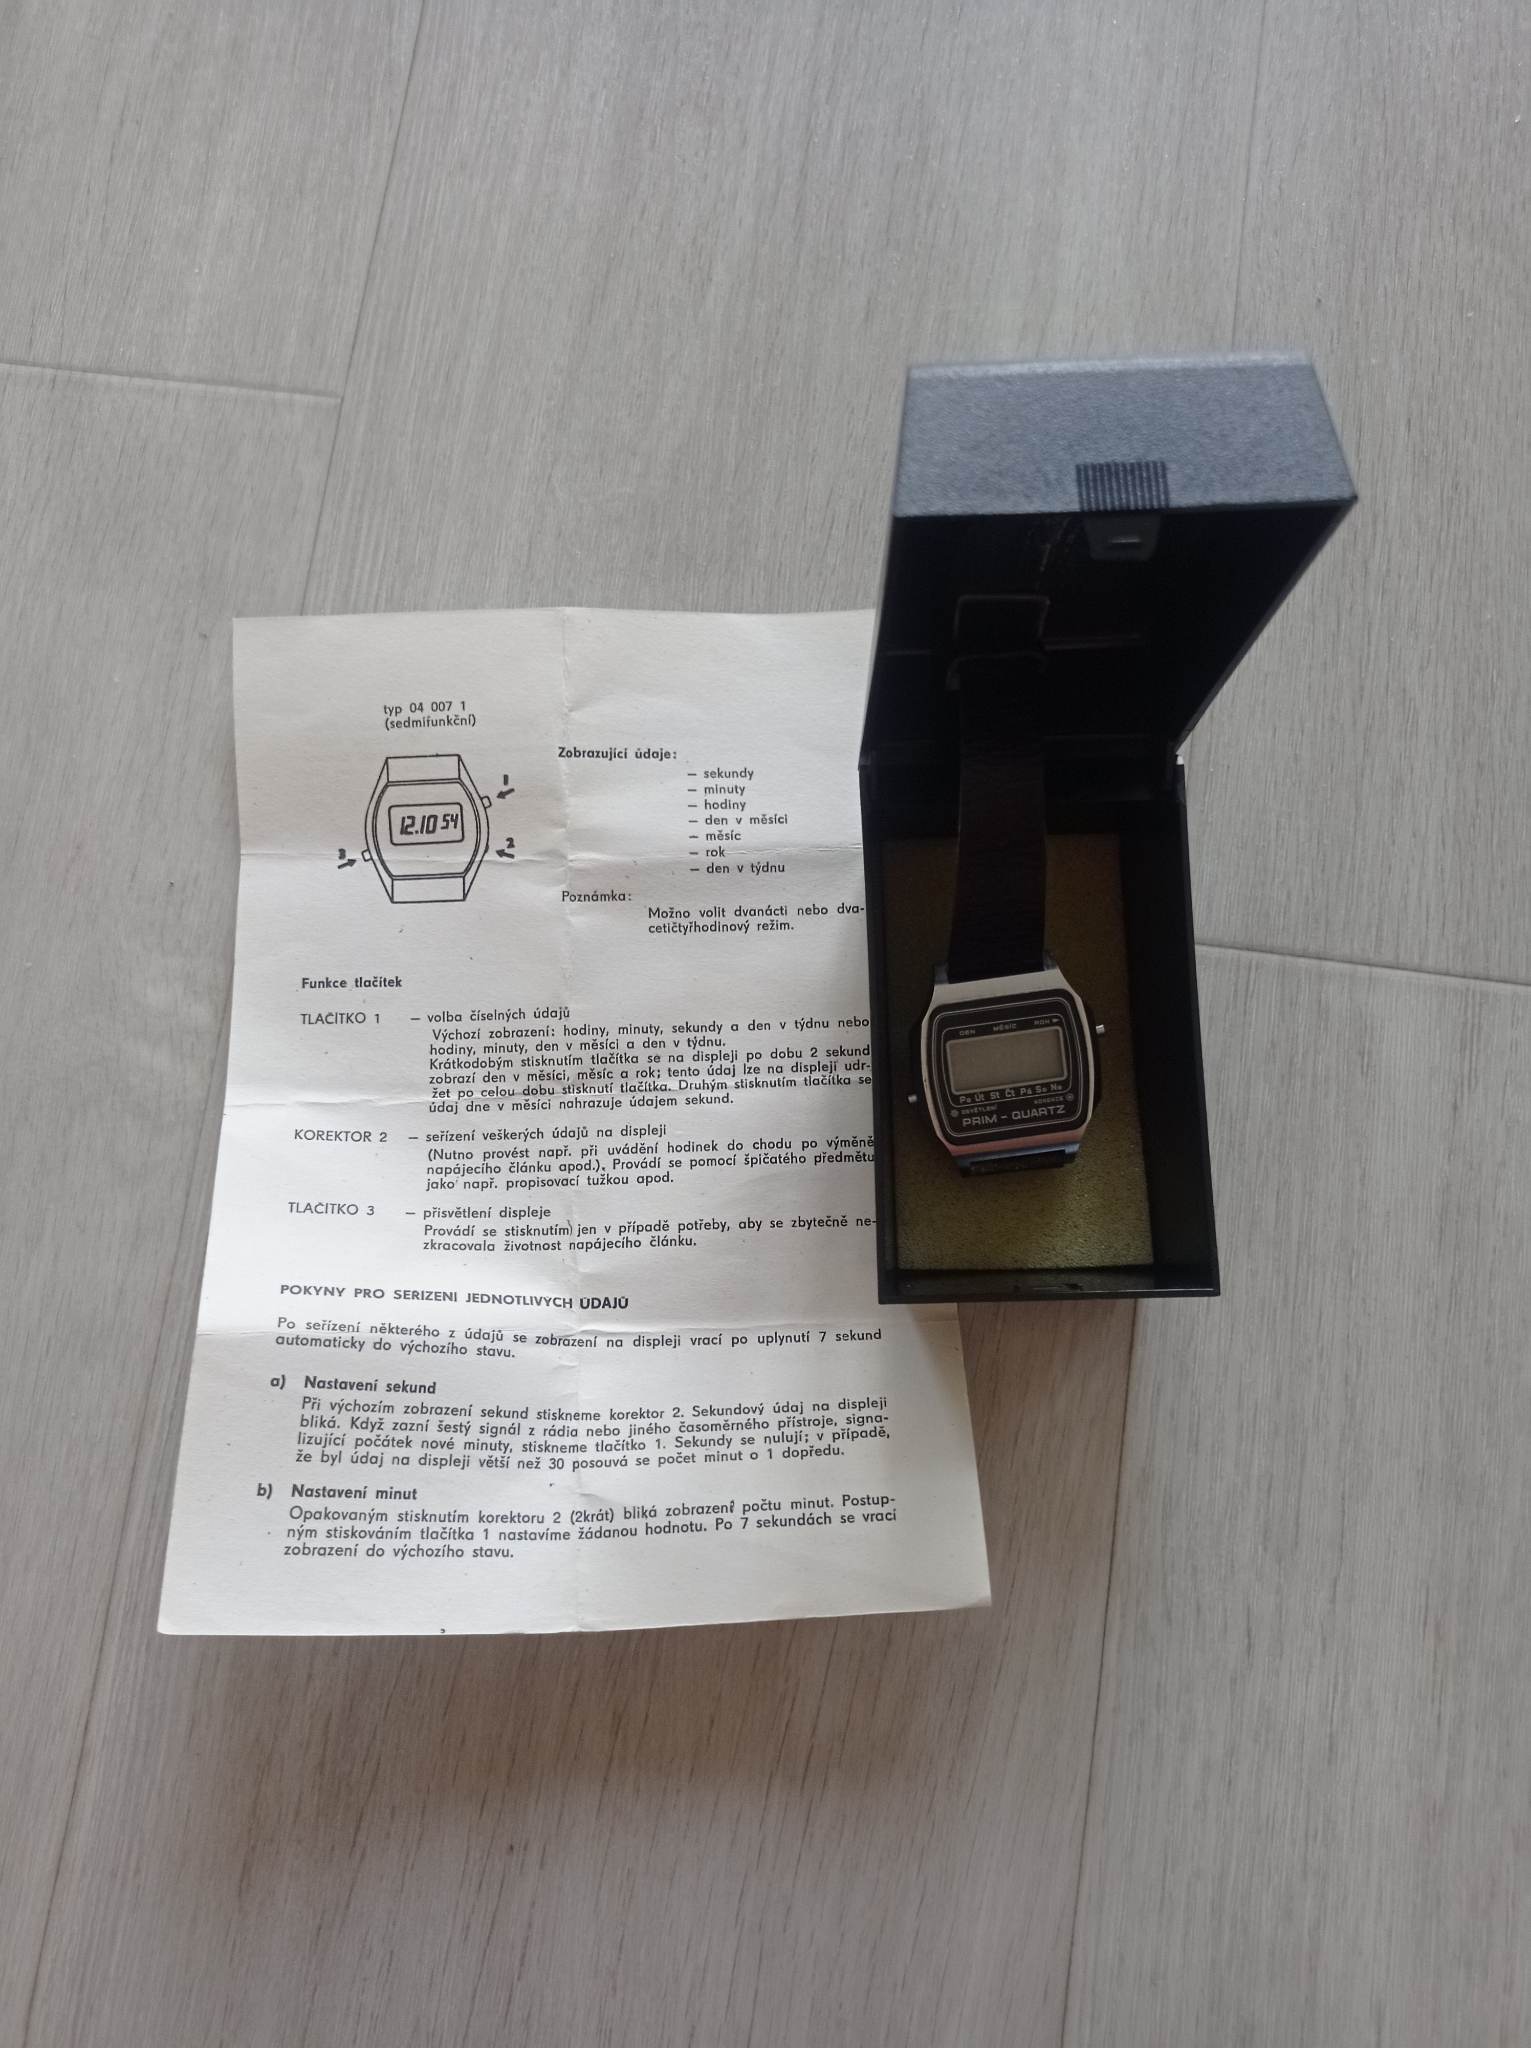 typ 04 007 1
(sedmifunkční)
12.10 54
1
2
3
Zobrazující údaje:
— sekundy
— minuty
— hodiny
— den v měsíci
— měsíc
— rok
— den v týdnu
Poznámka:
Možno volit dvanácti nebo dva-
cetičtyřhodinový režim.
Funkce tlačítek
TLAČÍTKO 1 — volba číselných údajů
Výchozí zobrazení: hodiny, minuty, sekundy a den v týdnu nebo
hodiny, minuty, den v měsíci a den v týdnu.
Krátkodobým stisknutím tlačítka se na displeji po dobu 2 sekund
zobrazí den v měsíci, měsíc a rok; tento údaj lze na displeji udr-
žet po celou dobu stisknutí tlačítka. Druhým stisknutím tlačítka se
údaj dne v měsíci nahrazuje údajem sekund.
KOREKTOR 2 — seřízení veškerých údajů na displeji
(Nutno provést např. při uvádění hodinek do chodu po výměně
napájecího článku apod.). Provádí se pomocí špičatého předmětu
jako např. propisovací tužkou apod.
TLAČÍTKO 3 — přisvětlení displeje
Provádí se stisknutím jen v případě potřeby, aby se zbytečně ne-
zkracovala životnost napájecího článku.
POKYNY PRO SEŘÍZENÍ JEDNOTLIVÝCH ÚDAJŮ
Po seřízení některého z údajů se zobrazení na displeji vrací po uplynutí 7 sekund
automaticky do výchozího stavu.
a) Nastavení sekund
Při výchozím zobrazení sekund stiskneme korektor 2. Sekundový údaj na displeji
bliká. Když zazní šestý signál z rádia nebo jiného časoměrného přístroje, signa-
lizující počátek nové minuty, stiskneme tlačítko 1. Sekundy se nulují; v případě,
že byl údaj na displeji větší než 30 posouvá se počet minut o 1 dopředu.
b) Nastavení minut
Opakovaným stisknutím korektoru 2 (2krát) bliká zobrazení počtu minut. Postup-
ným stiskováním tlačítka 1 nastavíme žádanou hodnotu. Po 7 sekundách se vrací
zobrazení do výchozího stavu.
DEN MĚSÍC ROK
Po Út St Čt Pá So Ne
OSVĚTLENÍ KOREKCE
PRIM - QUARTZ